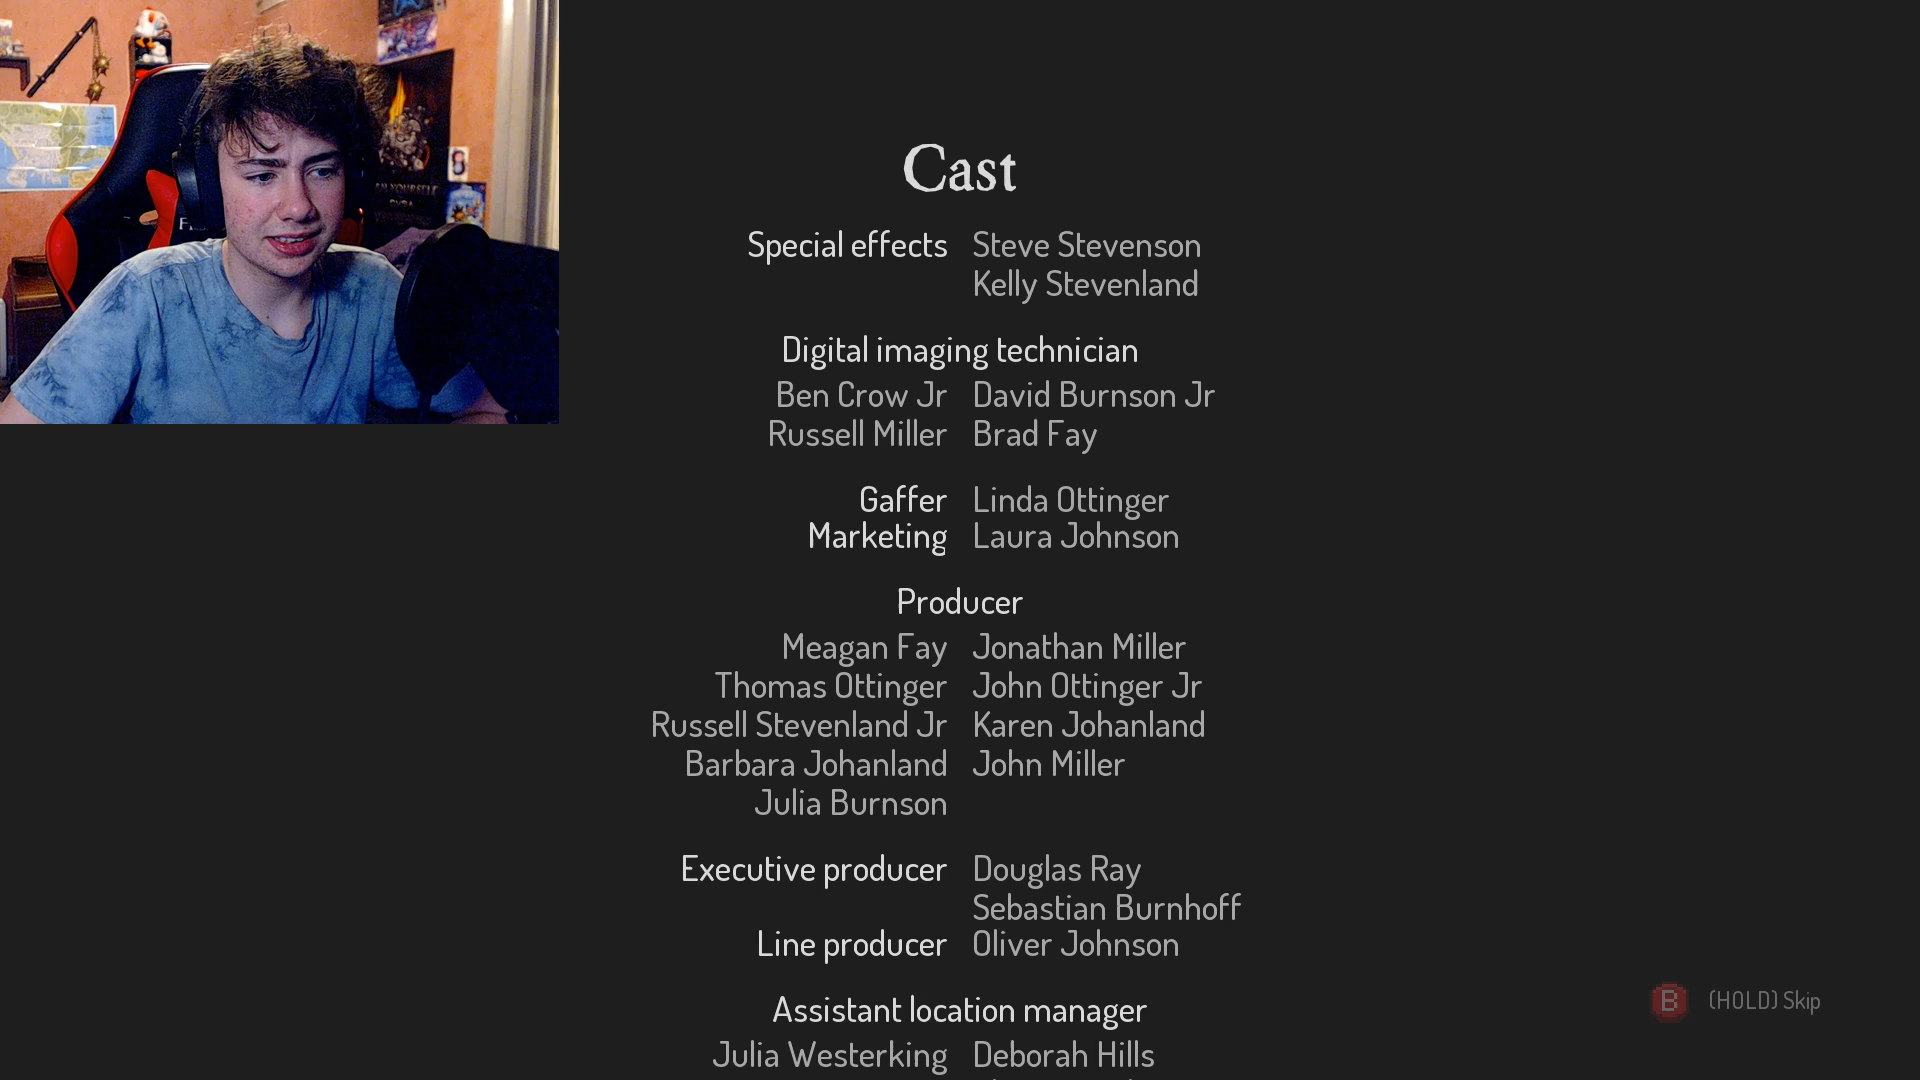 Cast
Special effects Steve Stevenson
Kelly Stevenland
Digital imaging technician
Ben Crow Jr David Burnson Jr
Russell Miller Brad Fay
Gaffer Linda Ottinger
Marketing Laura Johnson
Producer
Meagan Fay Jonathan Miller
Thomas Ottinger John Ottinger Jr
Russell Stevenland Jr Karen Johanland
Barbara Johanland John Miller
Julia Burnson
Executive producer Douglas Ray
Sebastian Burnhoff
Line producer Oliver Johnson
Assistant location manager
Julia Westerking Deborah Hills
B (HOLD) Skip